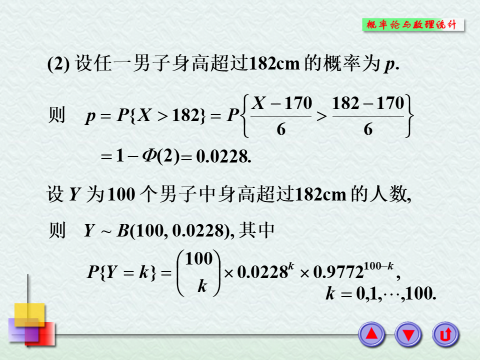 概率论与数理统计
(2) 设任一男子身高超过182cm 的概率为 p.
则 p = P{X > 182} = P{(X − 170)/6 > (182 − 170)/6}
= 1 − Φ(2) = 0.0228.
设 Y 为100 个男子中身高超过182cm 的人数,
则 Y ~ B(100, 0.0228), 其中
P{Y = k} = (100 k) × 0.0228^k × 0.9772^(100−k),
k = 0,1,⋯,100.